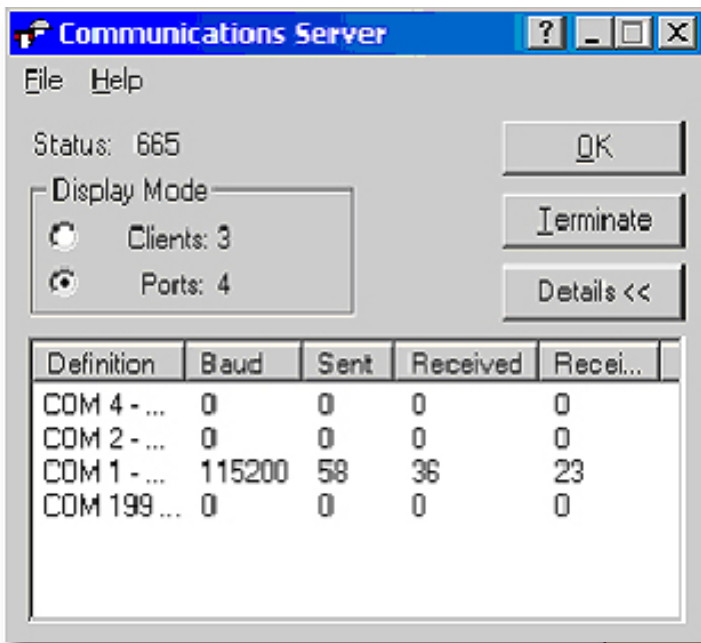 Communications Server
File Help
Status: 665
OK
Display Mode
Clients: 3
Terminate
Ports: 4
Details <<
Definition Baud Sent Received Recei...
COM 4 - ... 0 0 0 0
COM 2 - ... 0 0 0 0
COM 1 - ... 115200 58 36 23
COM 199 ... 0 0 0 0